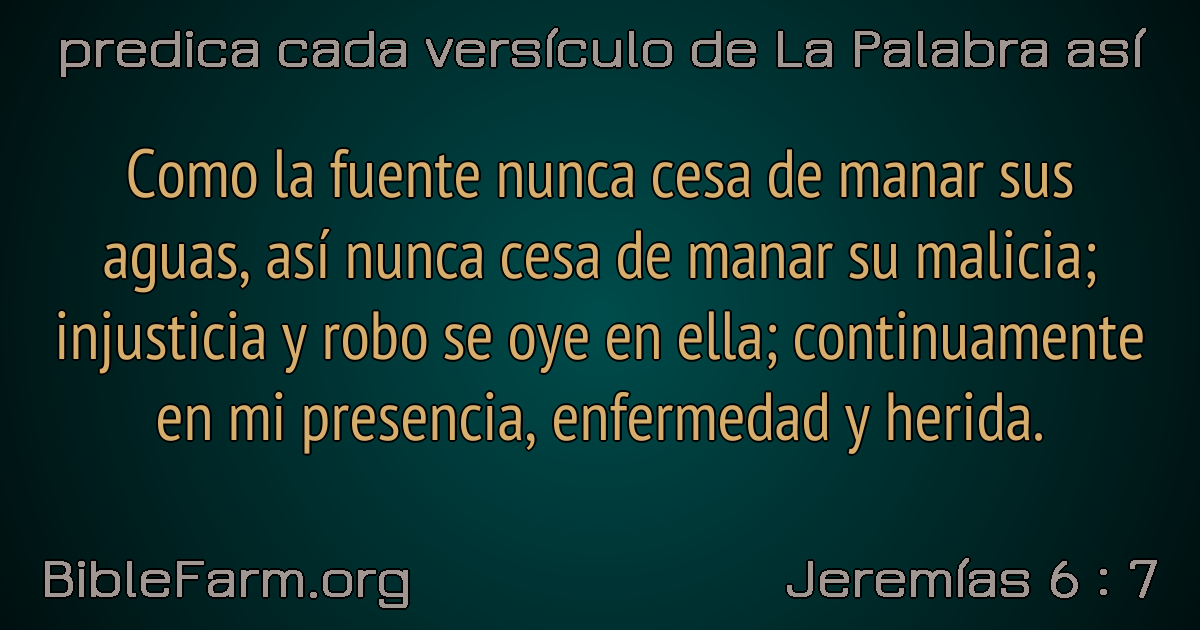 predica cada versículo de La Palabra así
Como la fuente nunca cesa de manar sus
aguas, así nunca cesa de manar su malicia;
injusticia y robo se oye en ella; continuamente
en mi presencia, enfermedad y herida.
BibleFarm.org
Jeremías 6 : 7